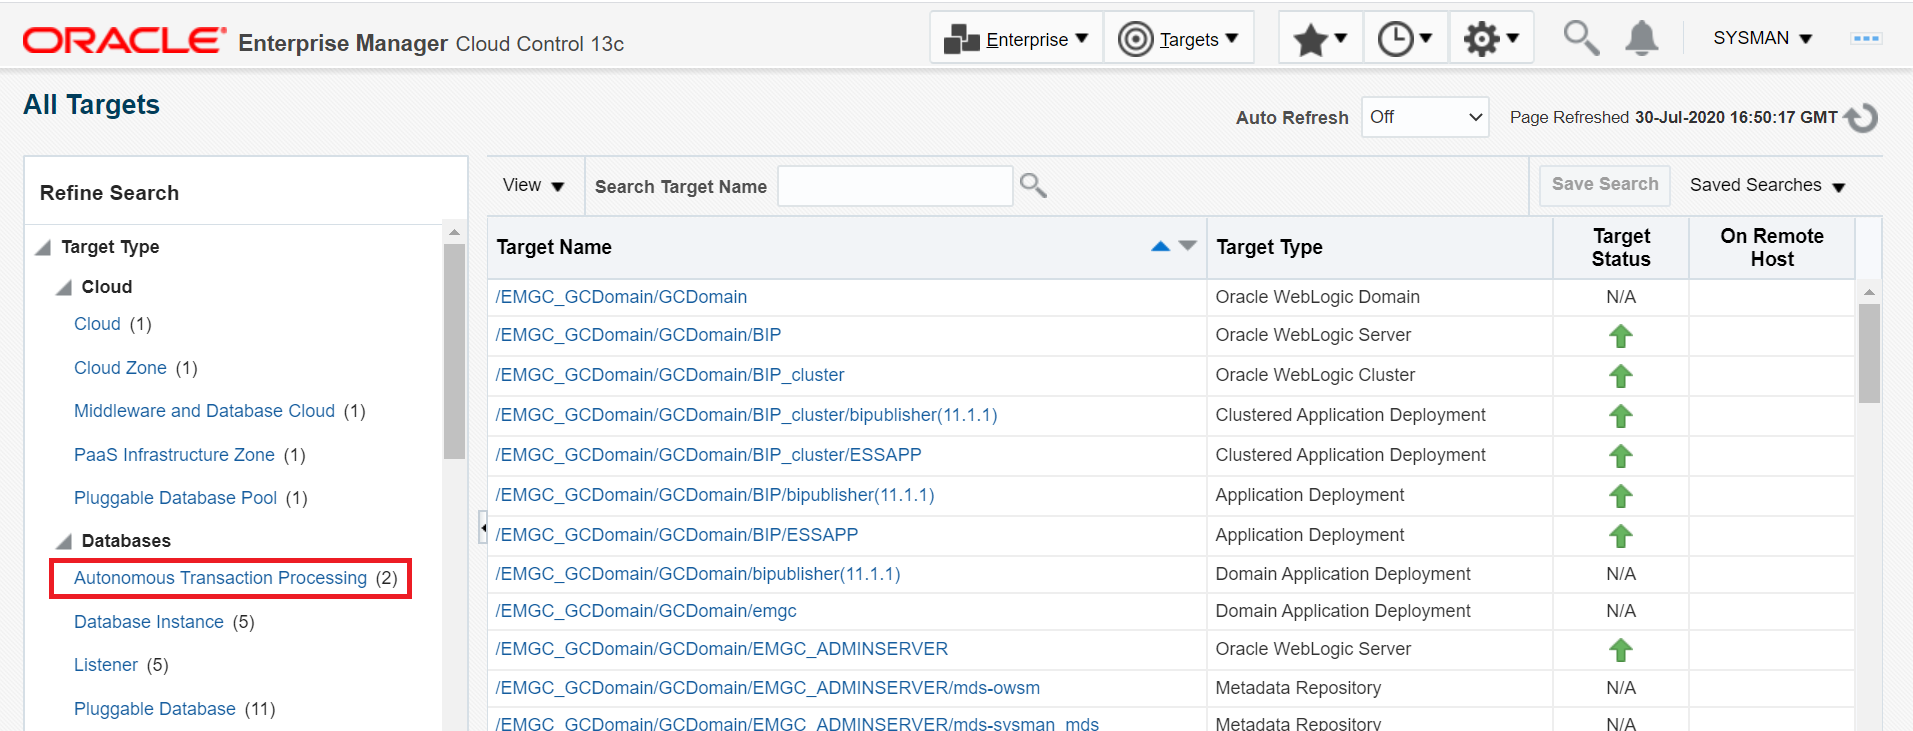 ORACLE Enterprise Manager Cloud Control 13c
Enterprise
Targets
SYSMAN
All Targets
Auto Refresh Off
Page Refreshed 30-Jul-2020 16:50:17 GMT
Refine Search
Target Type
Cloud
Cloud (1)
Cloud Zone (1)
Middleware and Database Cloud (1)
PaaS Infrastructure Zone (1)
Pluggable Database Pool (1)
Databases
Autonomous Transaction Processing (2)
Database Instance (5)
Listener (5)
Pluggable Database (11)
View
Search Target Name
Save Search
Saved Searches
Target Name Target Type Target Status On Remote Host
/EMGC_GCDomain/GCDomain Oracle WebLogic Domain N/A
/EMGC_GCDomain/GCDomain/BIP Oracle WebLogic Server
/EMGC_GCDomain/GCDomain/BIP_cluster Oracle WebLogic Cluster
/EMGC_GCDomain/GCDomain/BIP_cluster/bipublisher(11.1.1) Clustered Application Deployment
/EMGC_GCDomain/GCDomain/BIP_cluster/ESSAPP Clustered Application Deployment
/EMGC_GCDomain/GCDomain/BIP/bipublisher(11.1.1) Application Deployment
/EMGC_GCDomain/GCDomain/BIP/ESSAPP Application Deployment
/EMGC_GCDomain/GCDomain/bipublisher(11.1.1) Domain Application Deployment N/A
/EMGC_GCDomain/GCDomain/emgc Domain Application Deployment N/A
/EMGC_GCDomain/GCDomain/EMGC_ADMINSERVER Oracle WebLogic Server
/EMGC_GCDomain/GCDomain/EMGC_ADMINSERVER/mds-owsm Metadata Repository N/A
/EMGC_GCDomain/GCDomain/EMGC_ADMINSERVER/mds-sysman_mds Metadata Repository N/A